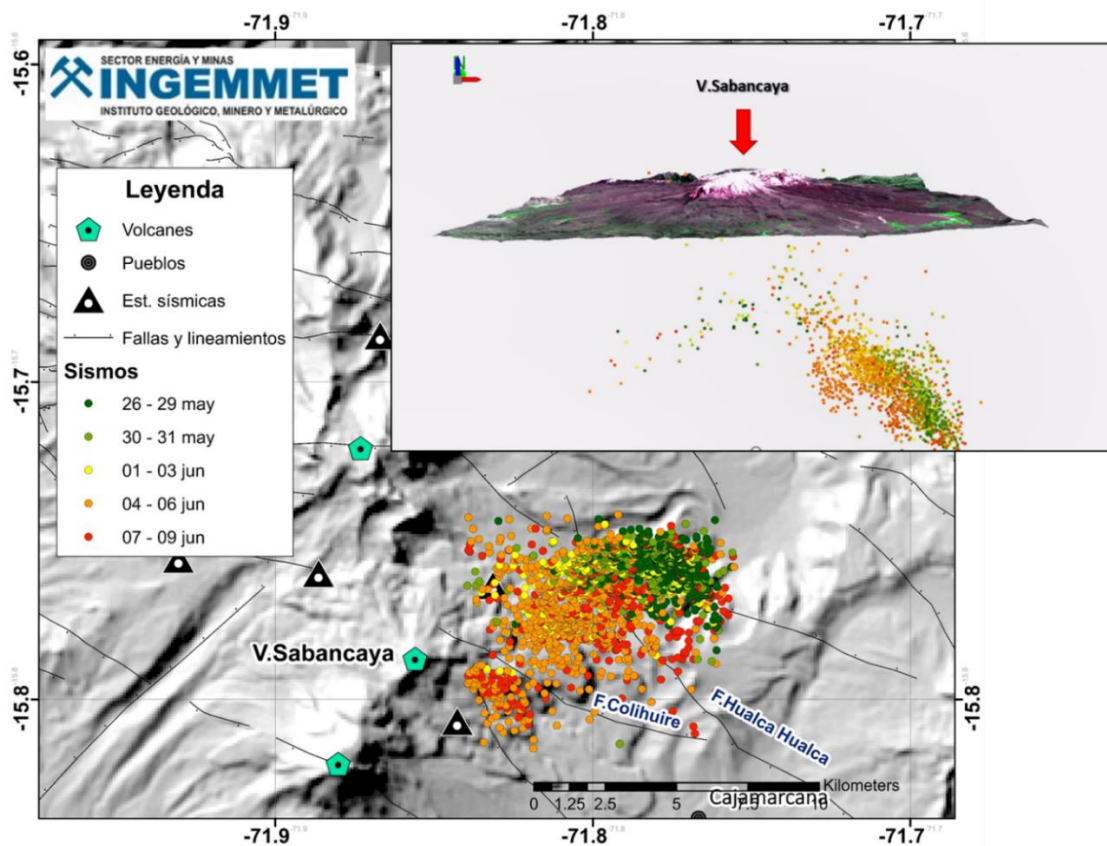 -71.9 -71.8 -71.7
-15.6
SECTOR ENERGÍA Y MINAS
INGEMMET
INSTITUTO GEOLÓGICO, MINERO Y METALÚRGICO
V.Sabancaya
Leyenda
Volcanes
Pueblos
Est. sísmicas
Fallas y lineamientos
Sismos
26 - 29 may
30 - 31 may
01 - 03 jun
04 - 06 jun
07 - 09 jun
-15.7
V.Sabancaya
-15.8 -15.8
F.Colihuire
F.Hualca Hualca
Kilometers
0 1.25 2.5 5 7.5 10
Cajamarcana
-71.9 -71.8 -71.7